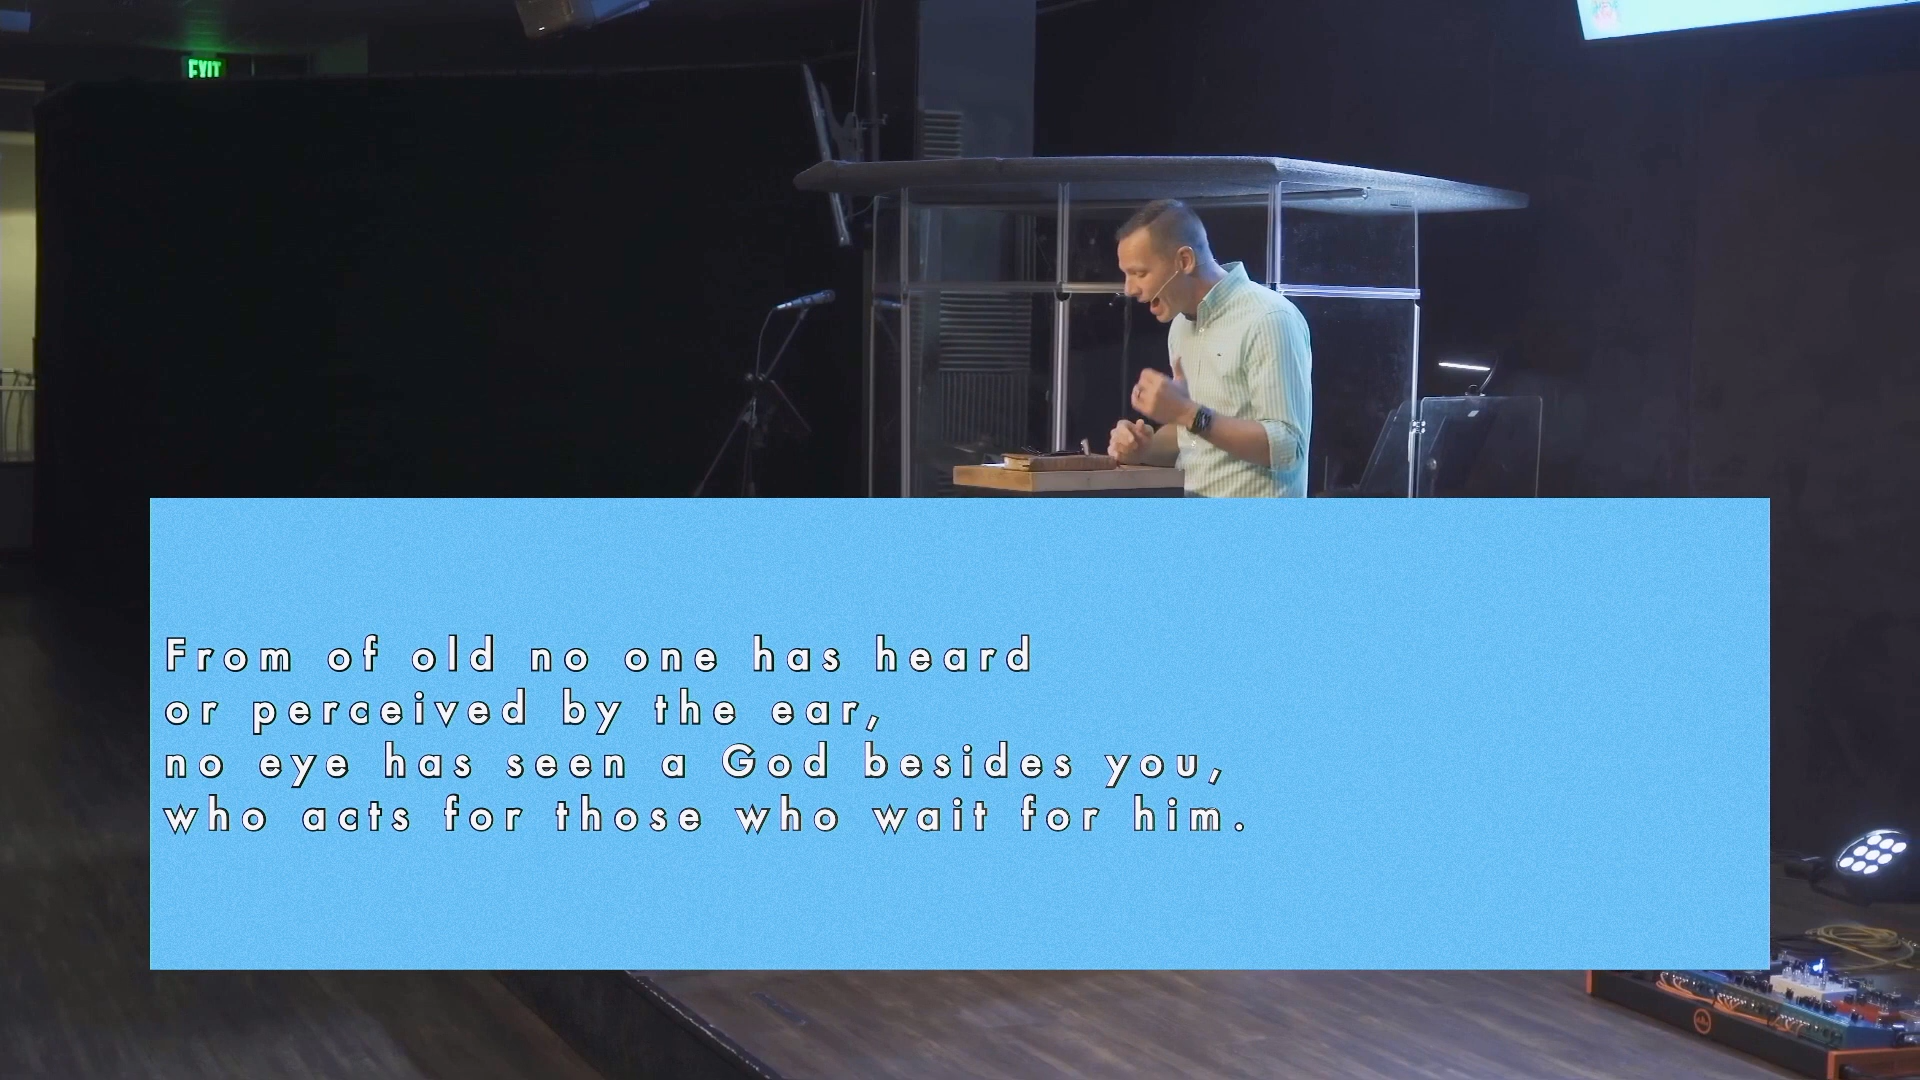 EXIT
From of old no one has heard
or perceived by the ear,
no eye has seen a God besides you,
who acts for those who wait for him.